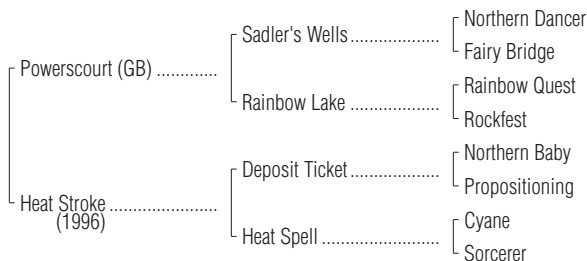 Northern Dancer
Sadler's Wells ....................
Fairy Bridge
Powerscourt (GB) .............
Rainbow Quest
Rainbow Lake ....................
Rockfest
Northern Baby
Deposit Ticket ....................
Propositioning
Heat Stroke ........................
(1996)
Cyane
Heat Spell ..........................
Sorcerer